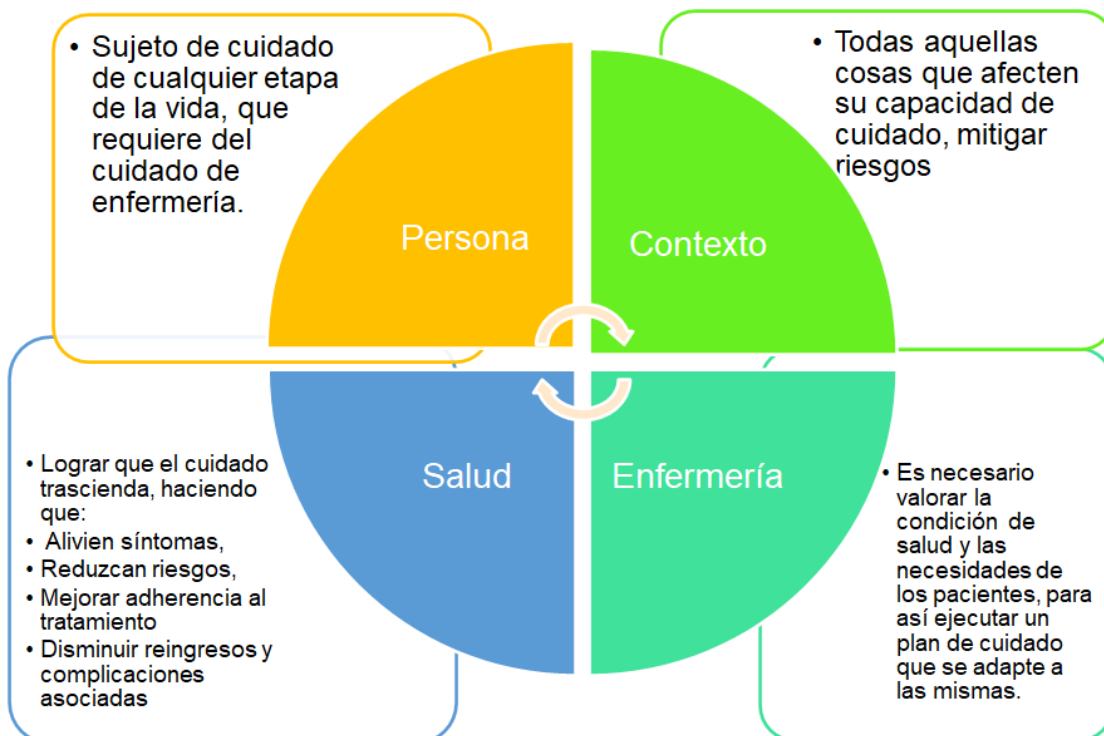 • Sujeto de cuidado
de cualquier etapa
de la vida, que
requiere del
cuidado de
enfermería.
• Todas aquellas
cosas que afecten
su capacidad de
cuidado, mitigar
riesgos
Persona
Contexto
Salud
Enfermería
• Lograr que el cuidado
trascienda, haciendo
que:
• Alivien síntomas,
• Reduzcan riesgos,
• Mejorar adherencia al
tratamiento
• Disminuir reingresos y
complicaciones
asociadas
• Es necesario
valorar la
condición de
salud y las
necesidades de
los pacientes, para
así ejecutar un
plan de cuidado
que se adapte a
las mismas.